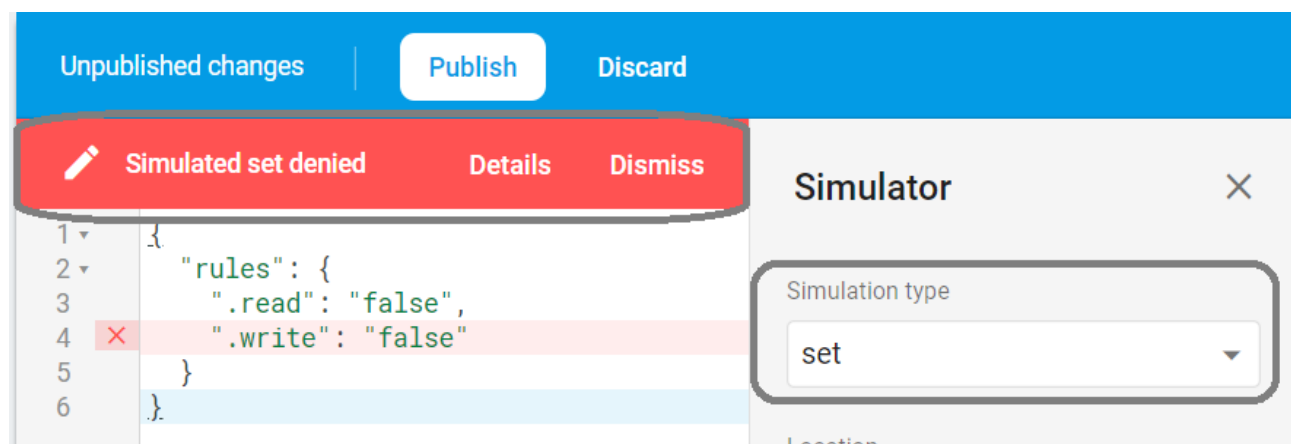 Unpublished changes Publish Discard
Simulated set denied Details Dismiss
Simulator
1 {
2 "rules": {
3 ".read": "false",
4 ".write": "false"
5 }
6 }
Simulation type
set
Location